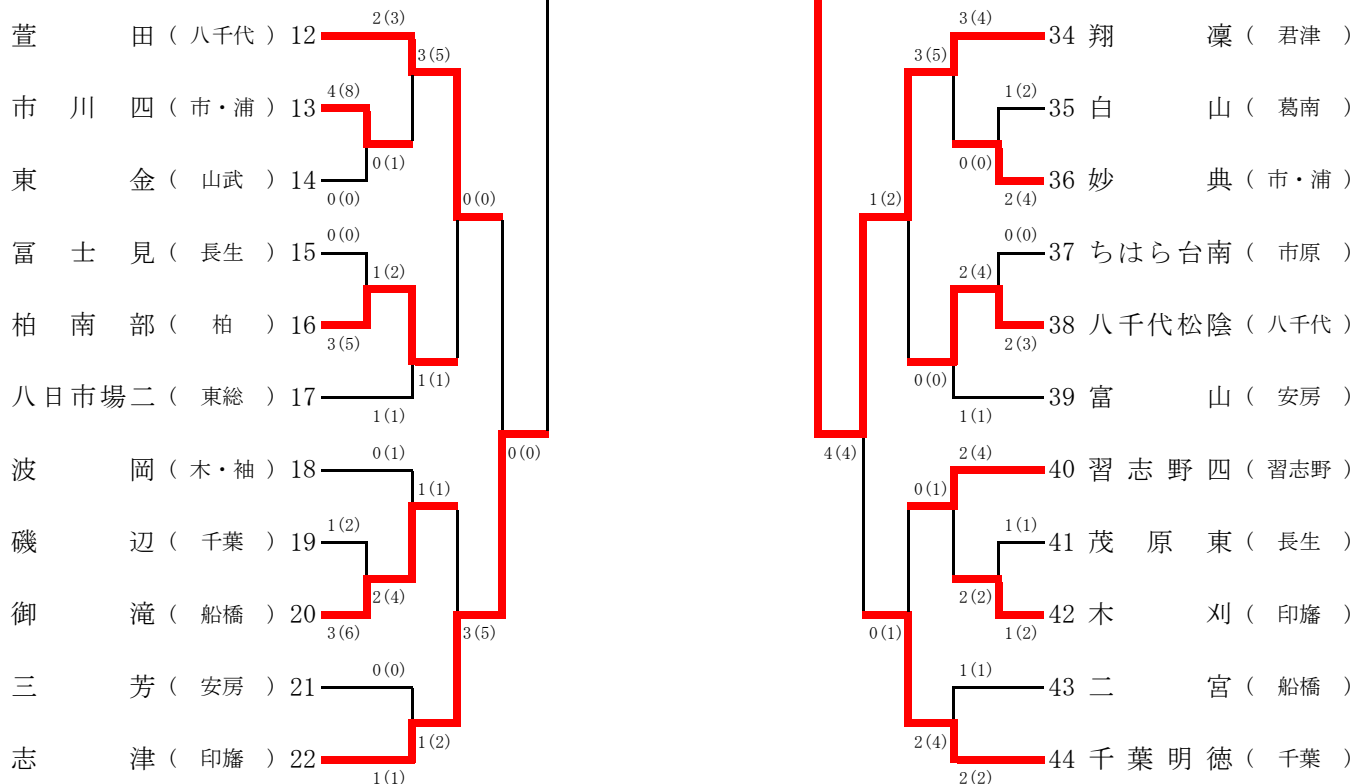 2(3)
3(4)
萱田(八千代)12
34 翔凜(君津)
3(5)
3(5)
4(8)
1(2)
市川四(市・浦)13
35 白山(葛南)
0(1)
0(0)
東金(山武)14
36 妙典(市・浦)
0(0)
0(0)
1(2)
2(4)
0(0)
0(0)
冨士見(長生)15
37 ちはら台南(市原)
1(2)
2(4)
柏南部(柏)16
38 八千代松陰(八千代)
3(5)
2(3)
1(1)
0(0)
八日市場二(東総)17
39 富山(安房)
1(1)
1(1)
0(1)
0(0)
4(4)
2(4)
波岡(木・袖)18
40 習志野四(習志野)
1(1)
0(1)
1(2)
1(1)
磯辺(千葉)19
41 茂原東(長生)
2(4)
2(2)
御滝(船橋)20
42 木刈(印旛)
3(6)
3(5)
0(1)
1(2)
0(0)
1(1)
三芳(安房)21
43 二宮(船橋)
1(2)
2(4)
志津(印旛)22
44 千葉明徳(千葉)
1(1)
2(2)